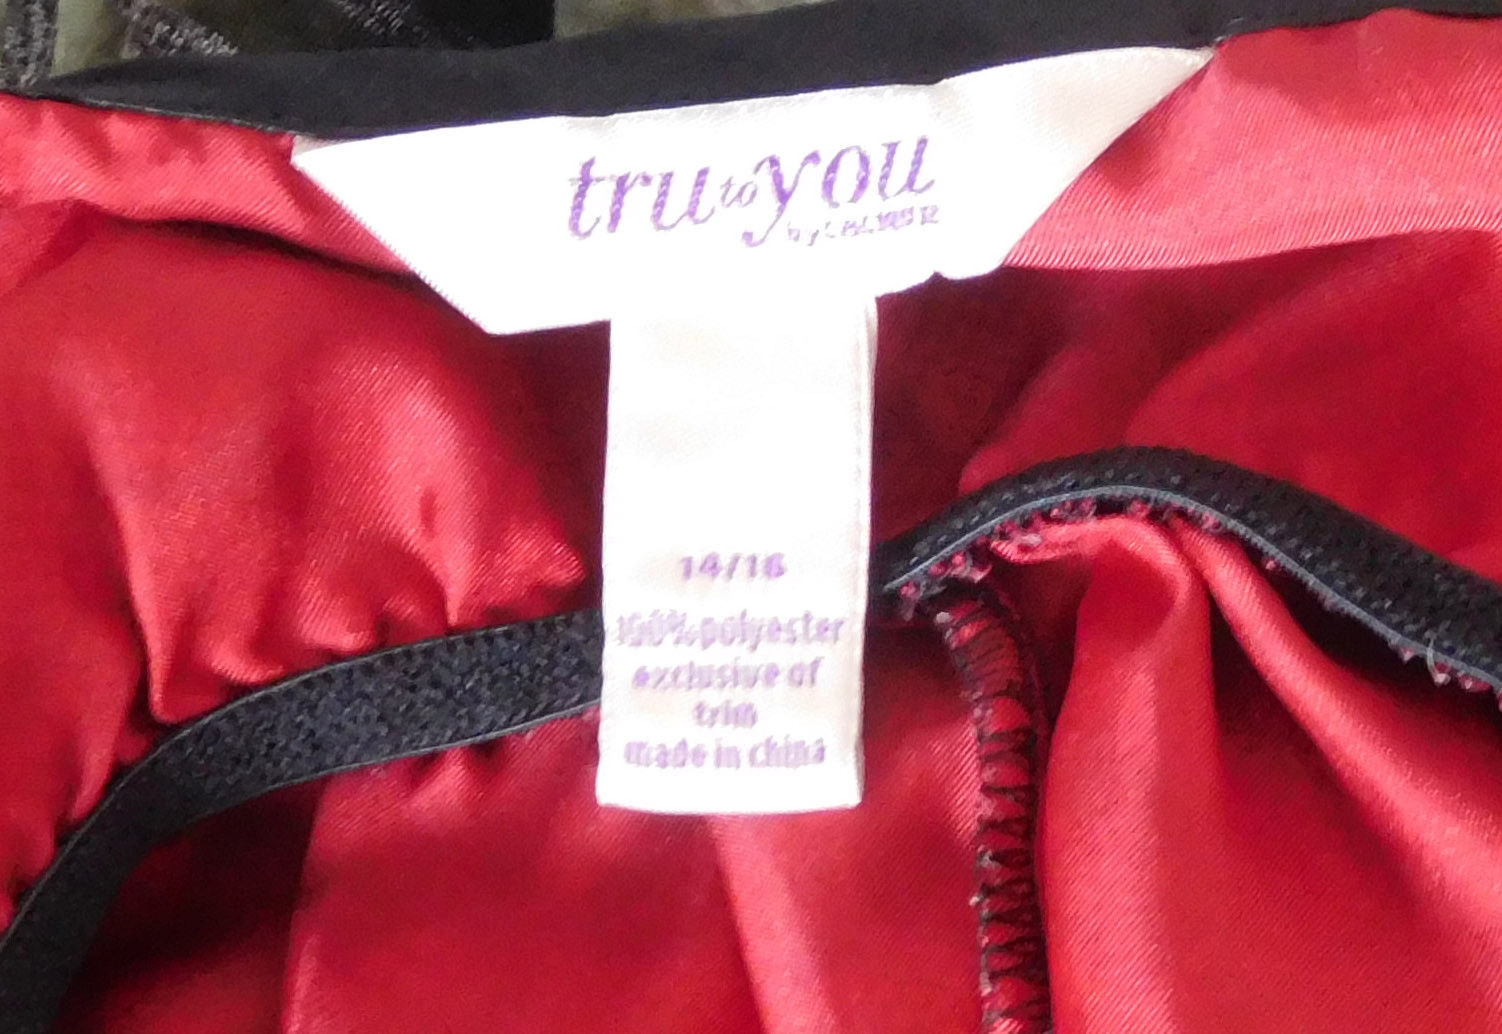 tru to you
14/16
100% polyester
exclusive of
trim
made in china